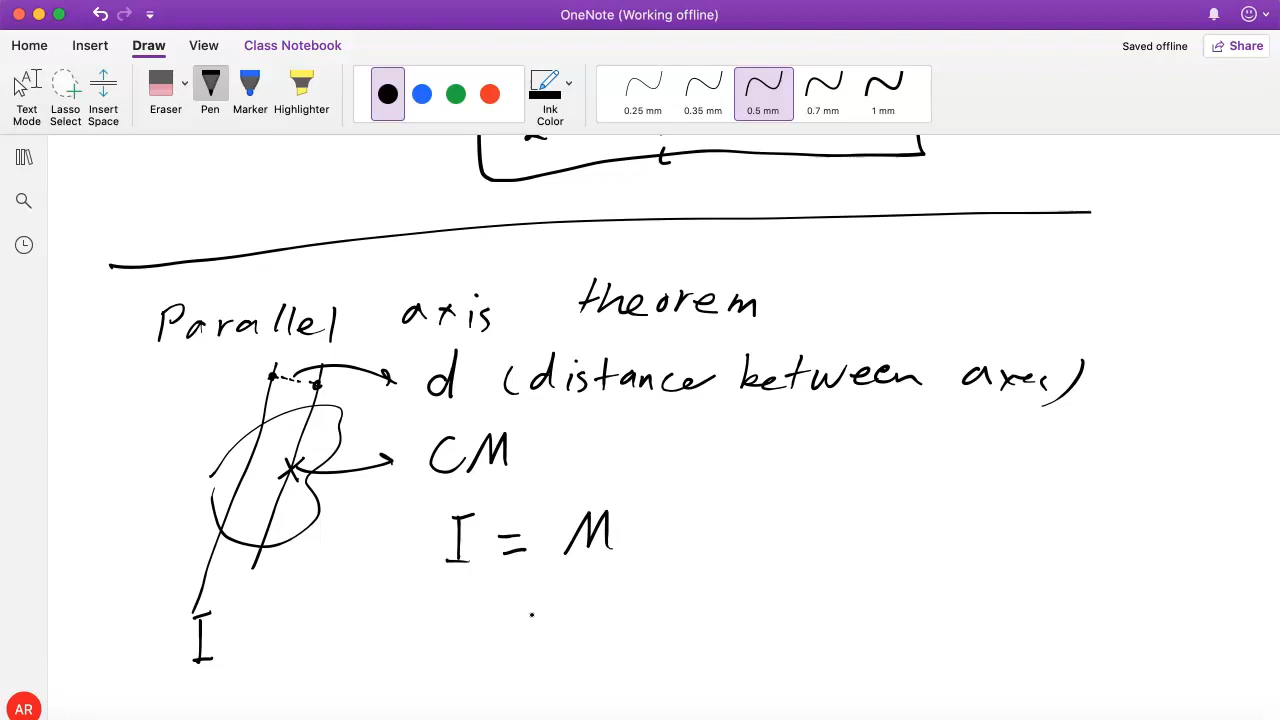 OneNote (Working offline)
Home Insert Draw View Class Notebook
Saved offline Share
Text Mode
Lasso Select
Insert Space
Eraser
Pen
Marker
Highlighter
Ink Color
0.25 mm
0.35 mm
0.5 mm
0.7 mm
1 mm
Parallel axis theorem
d (distance between axes)
CM
I = M
I
AR